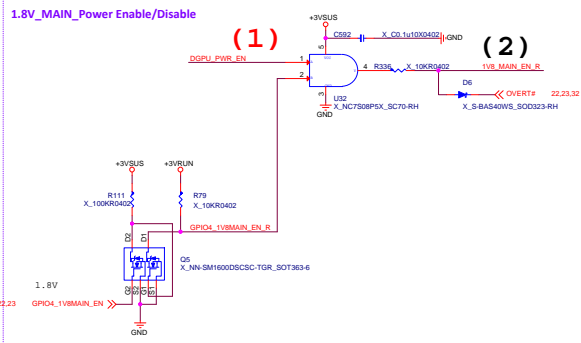 1.8V_MAIN_Power Enable/Disable
+3VSUS
(1)
C592 X_C0.1u10X0402
GND
(2)
DGPU_PWR_EN
5
1
4
2
R336 X_10KR0402
1V8_MAIN_EN_R
D6
OVERT# 22,23,32
3
U32
X_S-BAS40WS_SOD323-RH
X_NC7S08P5X_SC70-RH
GND
+3VSUS
+3VRUN
R111
X_100KR0402
R79
X_10KR0402
GPIO4_1V8MAIN_EN_R
D2
D1
Q5
X_NN-SM1600DSCSC-TGR_SOT363-6
1.8V
G2
S2
G1
S1
22,23 GPIO4_1V8MAIN_EN
GND